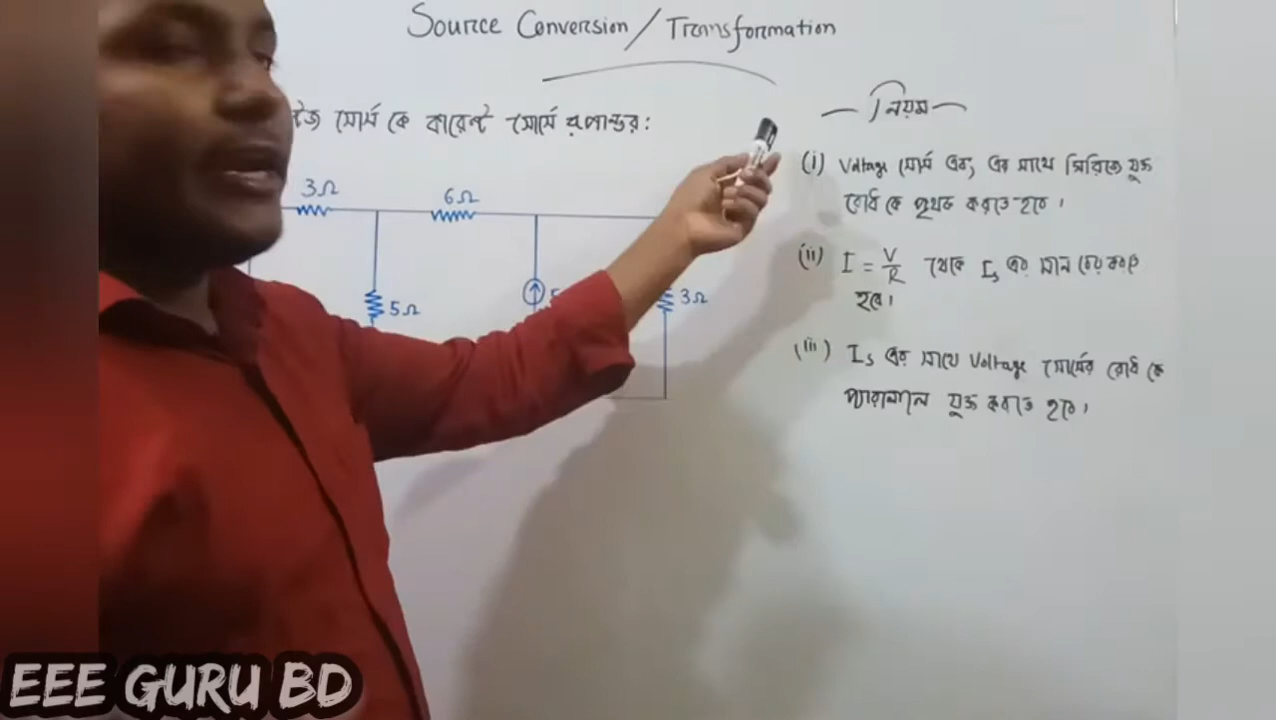 Source Conversion / Transformation
সোর্স কে কারেন্ট সোর্সে রূপান্তর:
নিয়ম
(i) Voltage সোর্স এবং এর সাথে সিরিজে যুক্ত
রোধ কে পৃথক করতে হবে।
3Ω
6Ω
(ii) I = V/R থেকে Is এর মান বের করতে
হবে।
5Ω
3Ω
(iii) Is এর সাথে Voltage সোর্সের রোধ কে
প্যারালালে যুক্ত করতে হবে।
EEE GURU BD